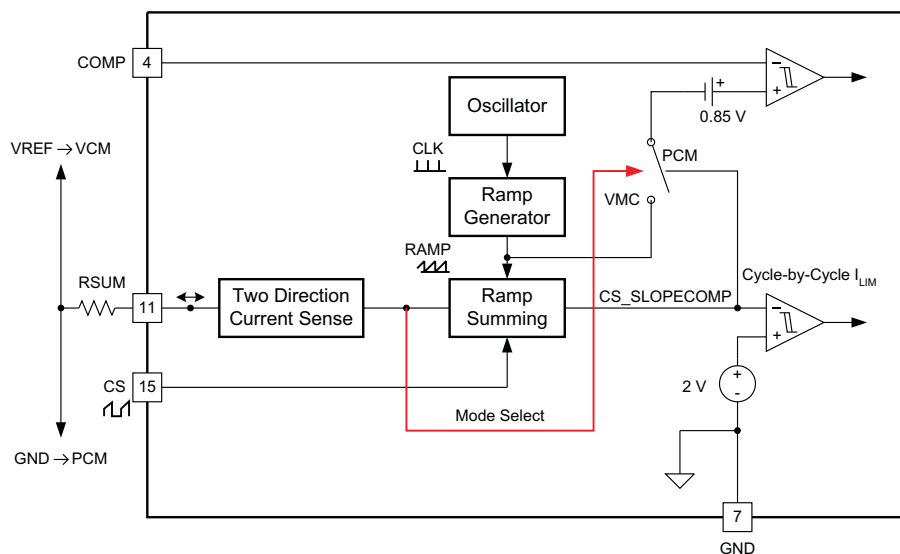 COMP
4
Oscillator
0.85 V
CLK
PCM
VREF→VCM
Ramp
Generator
VMC
RAMP
RSUM
11
Two Direction
Current Sense
Ramp
Summing
CS_SLOPECOMP
Cycle-by-Cycle ILIM
CS
15
2 V
Mode Select
GND→PCM
7
GND